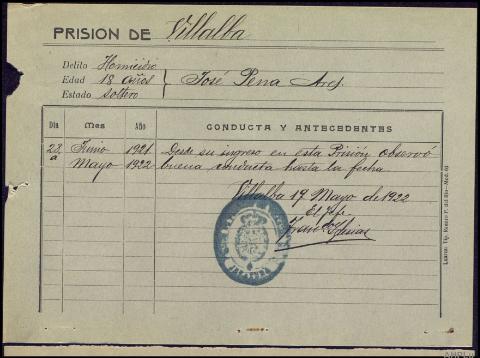 PRISION DE Villalba
Delito Homicidio
Edad 18 años } José Pena Ares.
Estado soltero
Día Mes Año CONDUCTA Y ANTECEDENTES
22 Junio 1921 Desde su ingreso en esta Prisión observó
a Mayo 1922 buena conducta hasta la fecha
Villalba 19 Mayo de 1922
El jefe